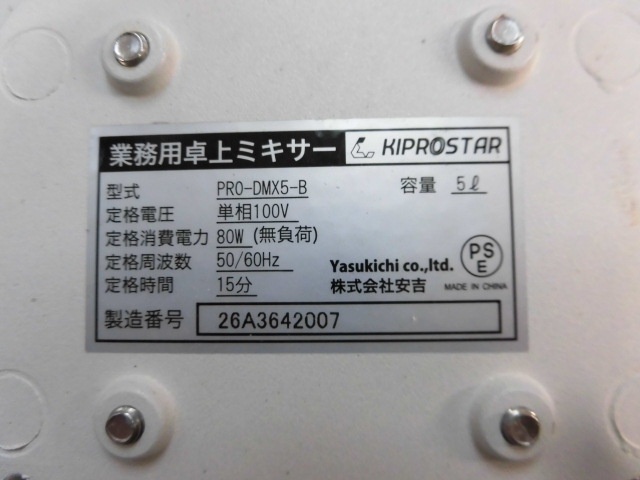 業務用卓上ミキサー KIPROSTAR
型式 PRO-DMX5-B 容量 5ℓ
定格電圧 単相100V
定格消費電力 80W (無負荷)
定格周波数 50/60Hz Yasukichi co.,ltd. PSE
定格時間 15分 株式会社安吉 MADE IN CHINA
製造番号 26A3642007